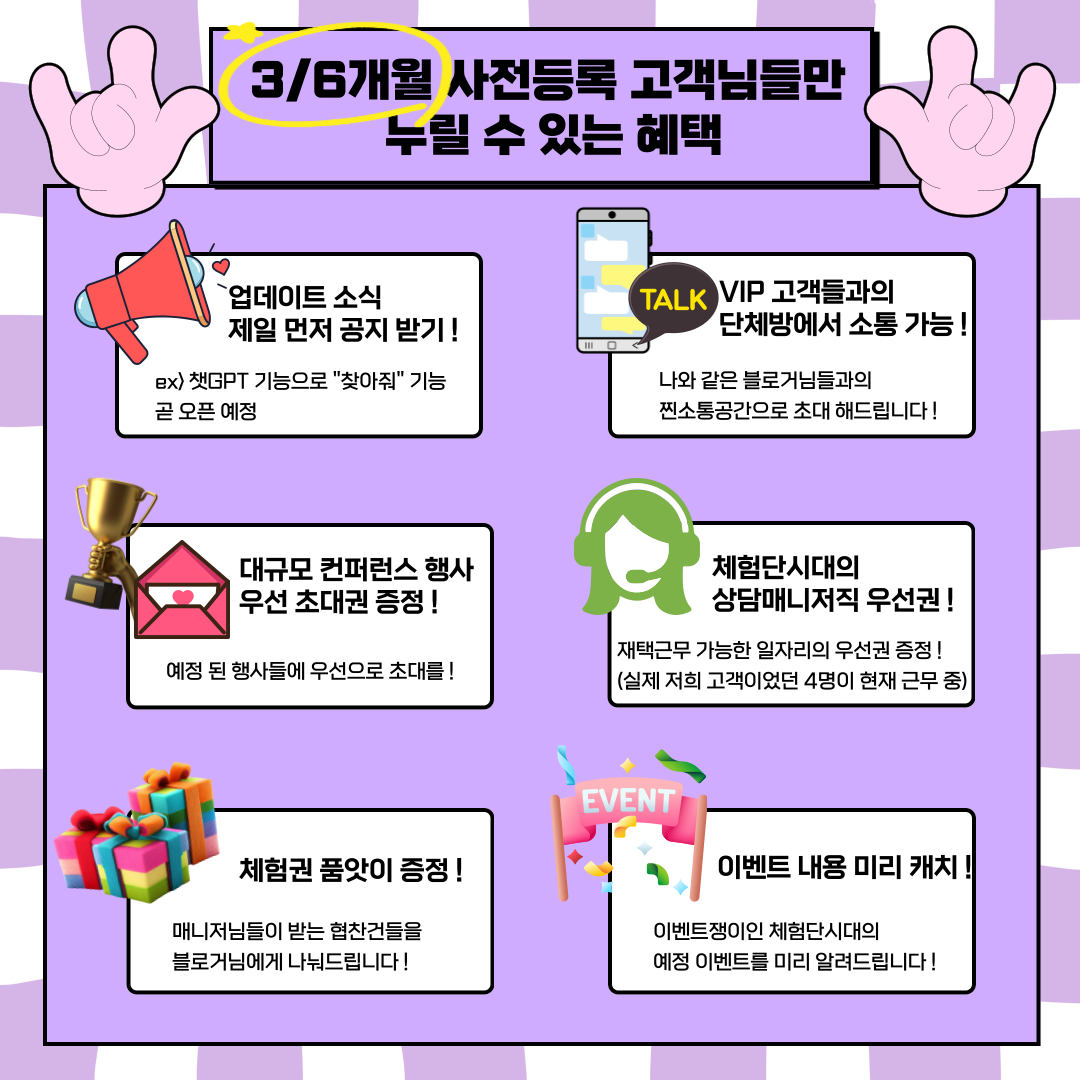 3/6개월 사전등록 고객님들만
누릴 수 있는 혜택
업데이트 소식
제일 먼저 공지 받기 !
ex) 챗GPT 기능으로 "찾아줘" 기능
곧 오픈 예정
TALK
VIP 고객들과의
단체방에서 소통 가능 !
나와 같은 블로거님들과의
찐소통공간으로 초대 해드립니다 !
대규모 컨퍼런스 행사
우선 초대권 증정 !
예정 된 행사들에 우선으로 초대를 !
체험단시대의
상담매니저직 우선권 !
재택근무 가능한 일자리의 우선권 증정 !
(실제 저희 고객이었던 4명이 현재 근무 중)
체험권 품앗이 증정 !
매니저님들이 받는 협찬건들을
블로거님에게 나눠드립니다 !
EVENT
이벤트 내용 미리 캐치 !
이벤트쟁이인 체험단시대의
예정 이벤트를 미리 알려드립니다 !